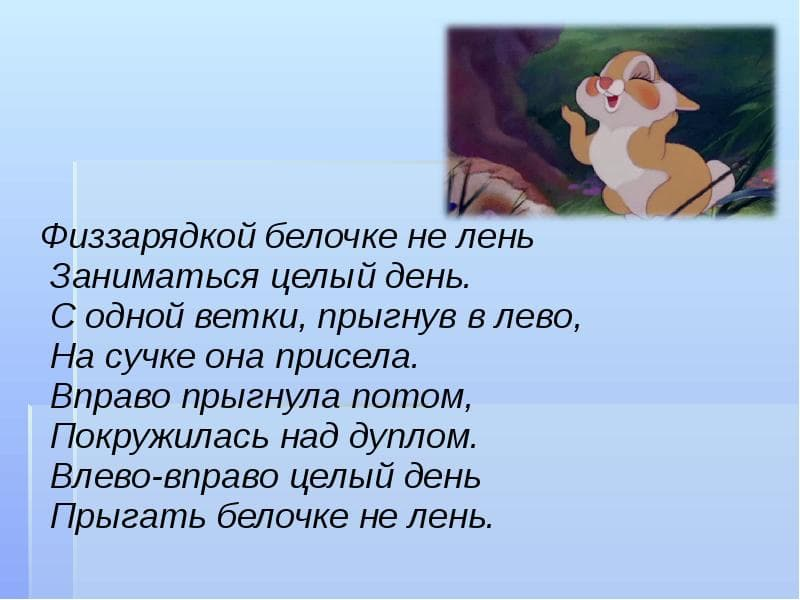 Физзарядкой белочке не лень
Заниматься целый день.
С одной ветки, прыгнув в лево,
На сучке она присела.
Вправо прыгнула потом,
Покружилась над дуплом.
Влево-вправо целый день
Прыгать белочке не лень.